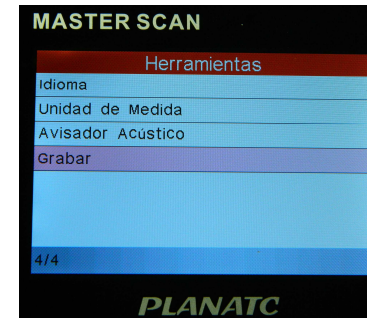 MASTER SCAN
Herramientas
Idioma
Unidad de Medida
Avisador Acústico
Grabar
4/4
PLANATC